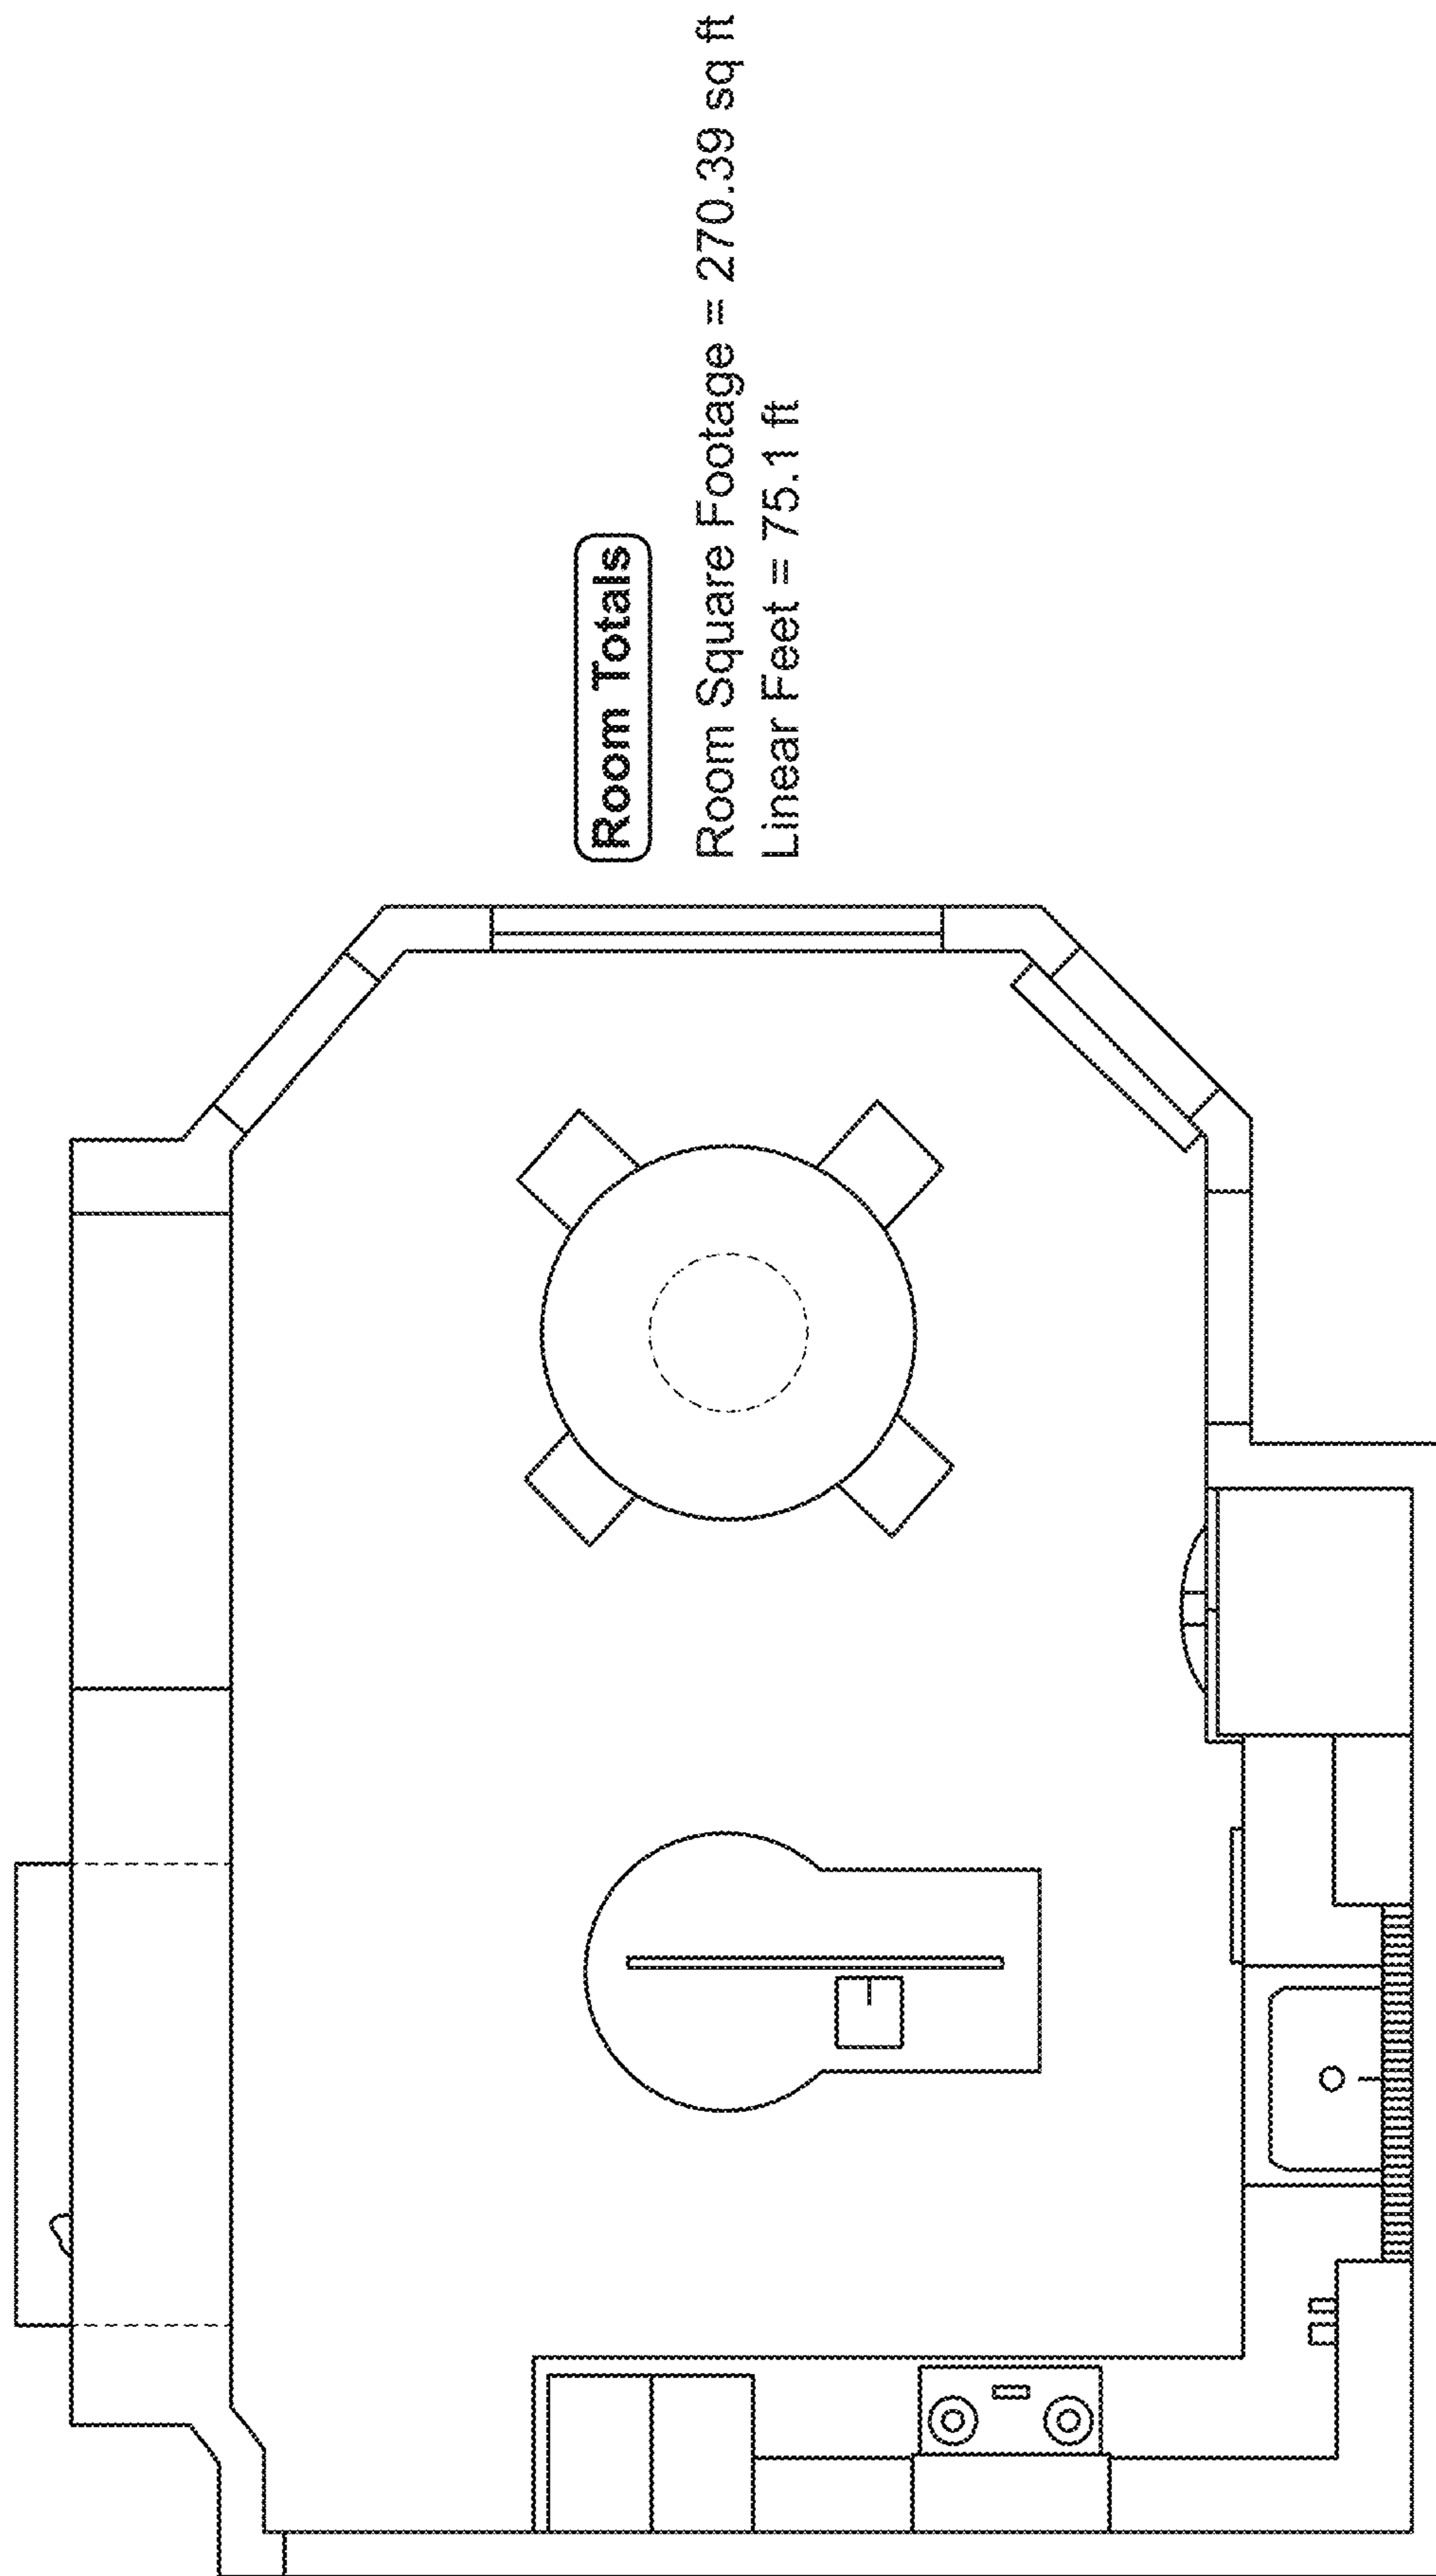 Room Totals
Room Square Footage = 270.39 sq ft
Linear Feet = 75.1 ft